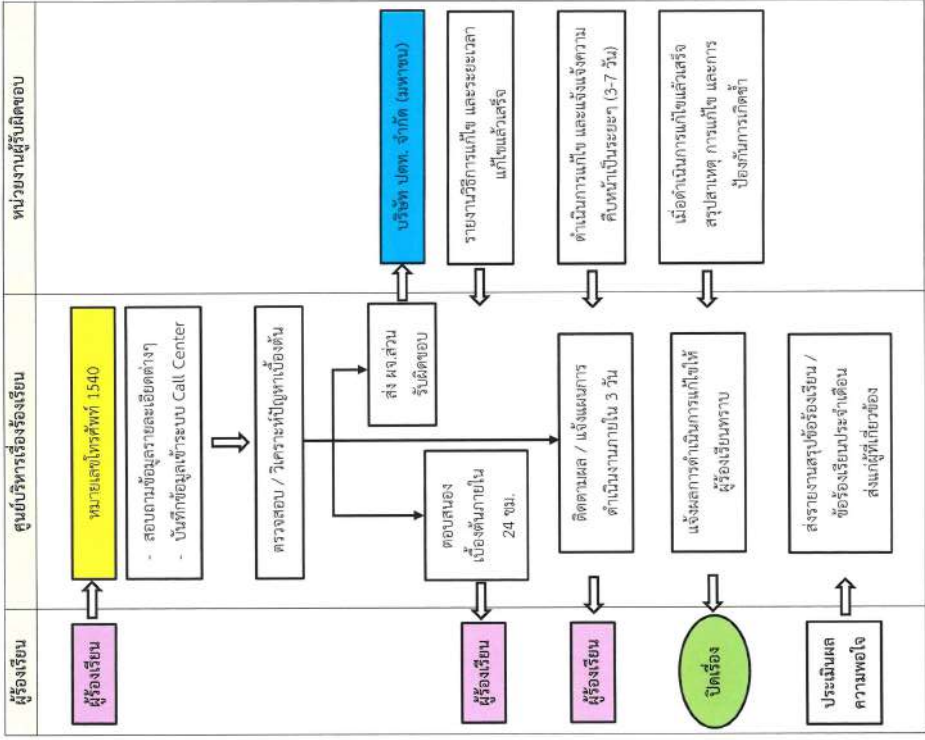 ผู้ร้องเรียน
ศูนย์บริหารเรื่องร้องเรียน
หน่วยงานผู้รับผิดชอบ
ผู้ร้องเรียน
หมายเลขโทรศัพท์ 1540
- สอบถามข้อมูลรายละเอียดต่างๆ
- บันทึกข้อมูลเข้าระบบ Call Center
ตรวจสอบ / วิเคราะห์ปัญหาเบื้องต้น
ส่ง ผจ.ส่วน
รับผิดชอบ
บริษัท ปตท. จำกัด (มหาชน)
ผู้ร้องเรียน
ตอบสนอง
เบื้องต้นภายใน
24 ชม.
รายงานวิธีการแก้ไข และระยะเวลา
แก้ไขแล้วเสร็จ
ผู้ร้องเรียน
ติดตามผล / แจ้งแผนการ
ดำเนินงานภายใน 3 วัน
ดำเนินการแก้ไข และแจ้งแจ้งความ
คืบหน้าเป็นระยะๆ (3-7 วัน)
ปิดเรื่อง
แจ้งผลการดำเนินการแก้ไขให้
ผู้ร้องเรียนทราบ
เมื่อดำเนินการแก้ไขแล้วเสร็จ
สรุปสาเหตุ การแก้ไข และการ
ป้องกันการเกิดซ้ำ
ประเมินผล
ความพอใจ
ส่งรายงานสรุปข้อร้องเรียน /
ข้อร้องเรียนประจำเดือน
ส่งแก่ผู้ที่เกี่ยวข้อง